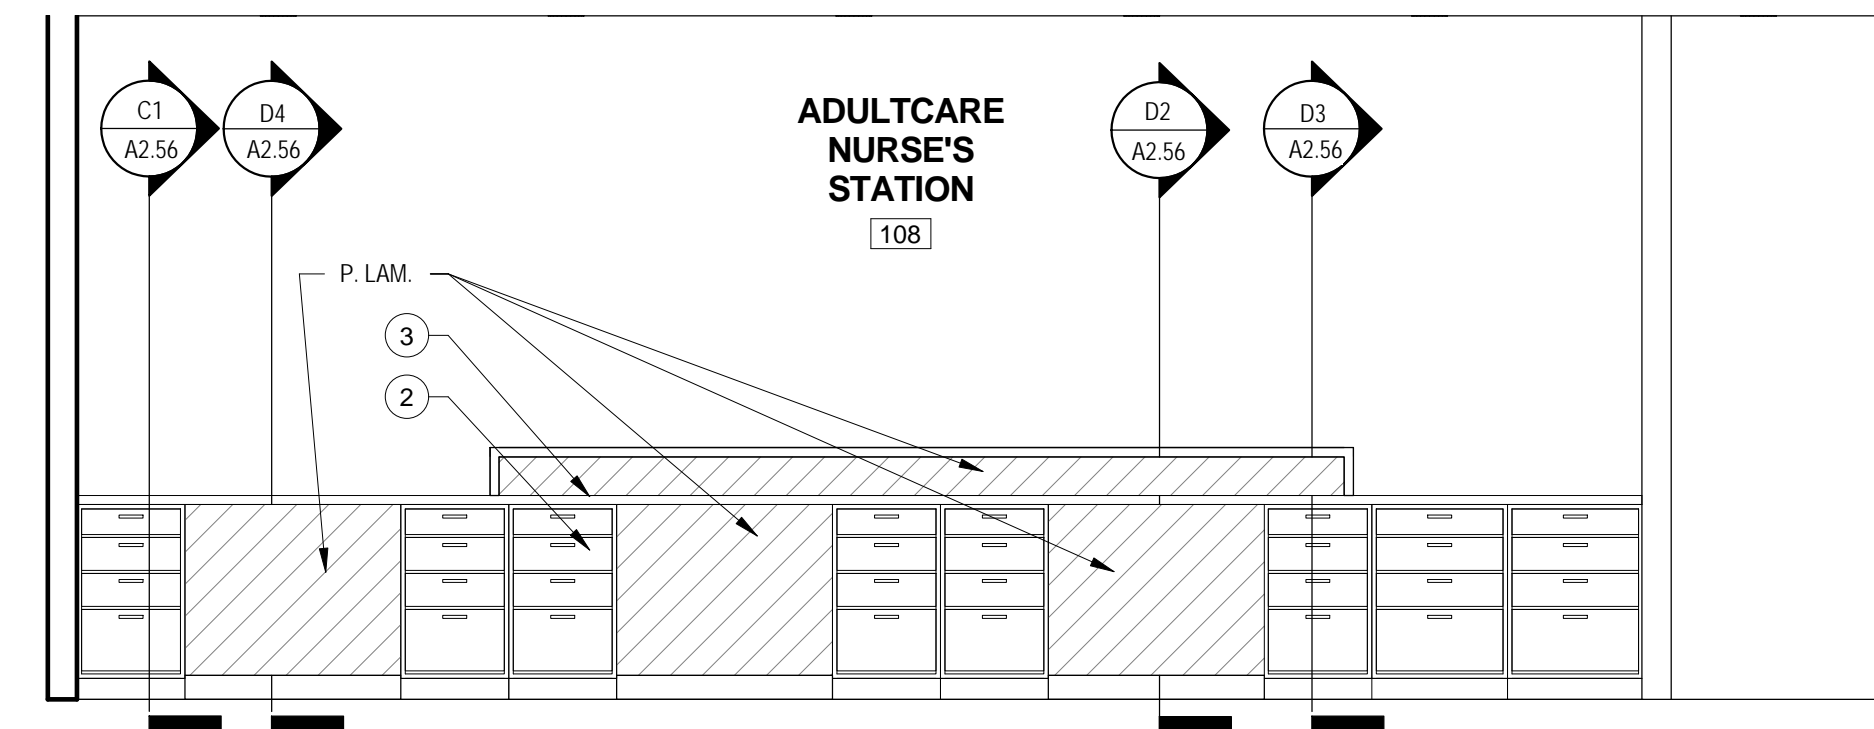 C1
A2.56
D4
A2.56
ADULTCARE
NURSE'S
STATION
108
D2
A2.56
D3
A2.56
P. LAM.
3
2